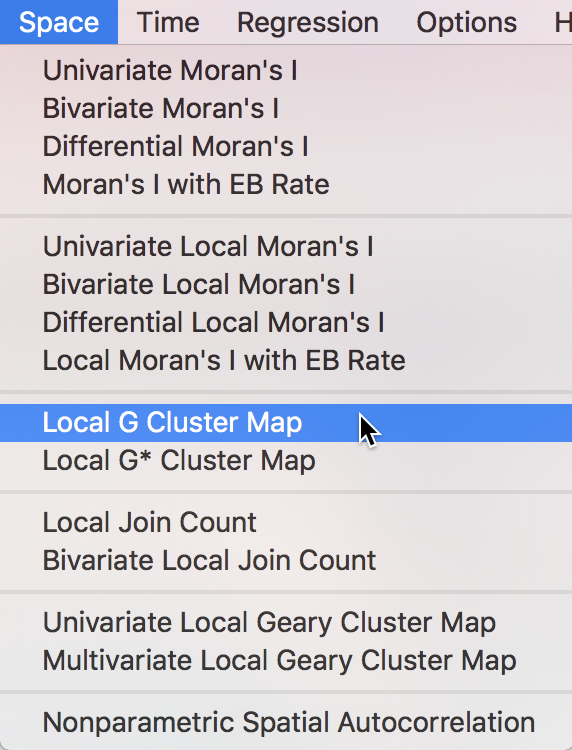 Space Time Regression Options
Univariate Moran's I
Bivariate Moran's I
Differential Moran's I
Moran's I with EB Rate
Univariate Local Moran's I
Bivariate Local Moran's I
Differential Local Moran's I
Local Moran's I with EB Rate
Local G Cluster Map
Local G* Cluster Map
Local Join Count
Bivariate Local Join Count
Univariate Local Geary Cluster Map
Multivariate Local Geary Cluster Map
Nonparametric Spatial Autocorrelation